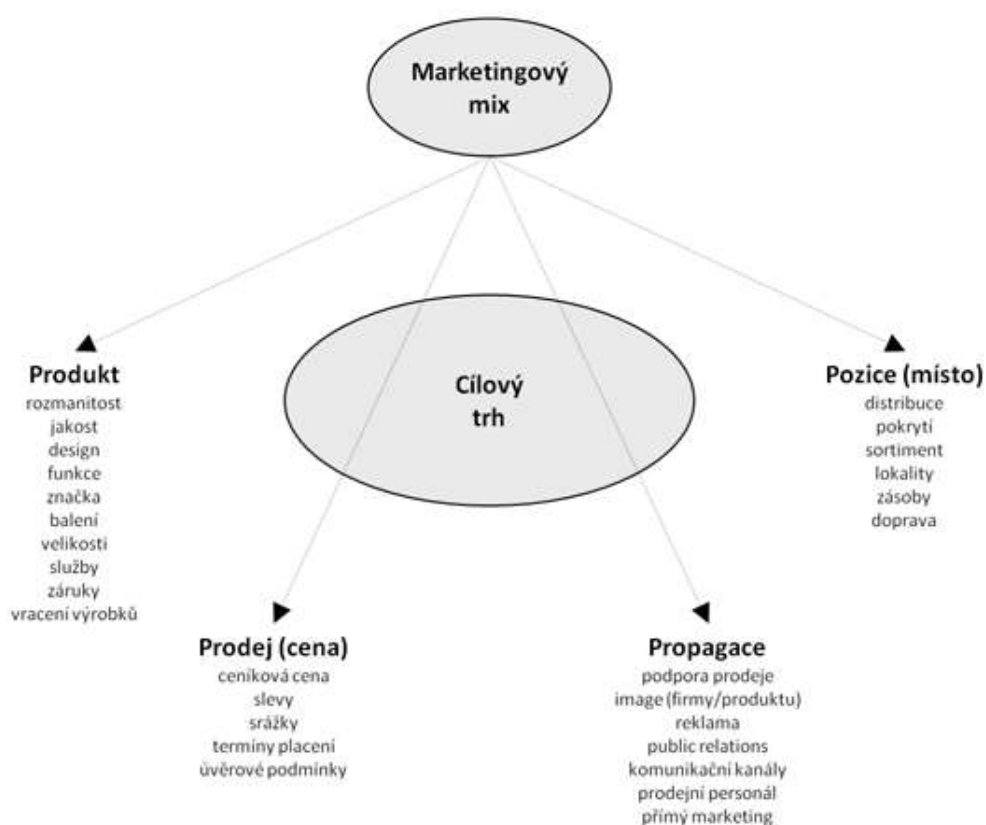 Marketingový
mix
Cílový
trh
Produkt
rozmanitost
jakost
design
funkce
značka
balení
velikosti
služby
záruky
vracení výrobků
Prodej (cena)
ceníková cena
slevy
srážky
termíny placení
úvěrové podmínky
Propagace
podpora prodeje
image (firmy/produktu)
reklama
public relations
komunikační kanály
prodejní personál
přímý marketing
Pozice (místo)
distribuce
pokrytí
sortiment
lokality
zásoby
doprava